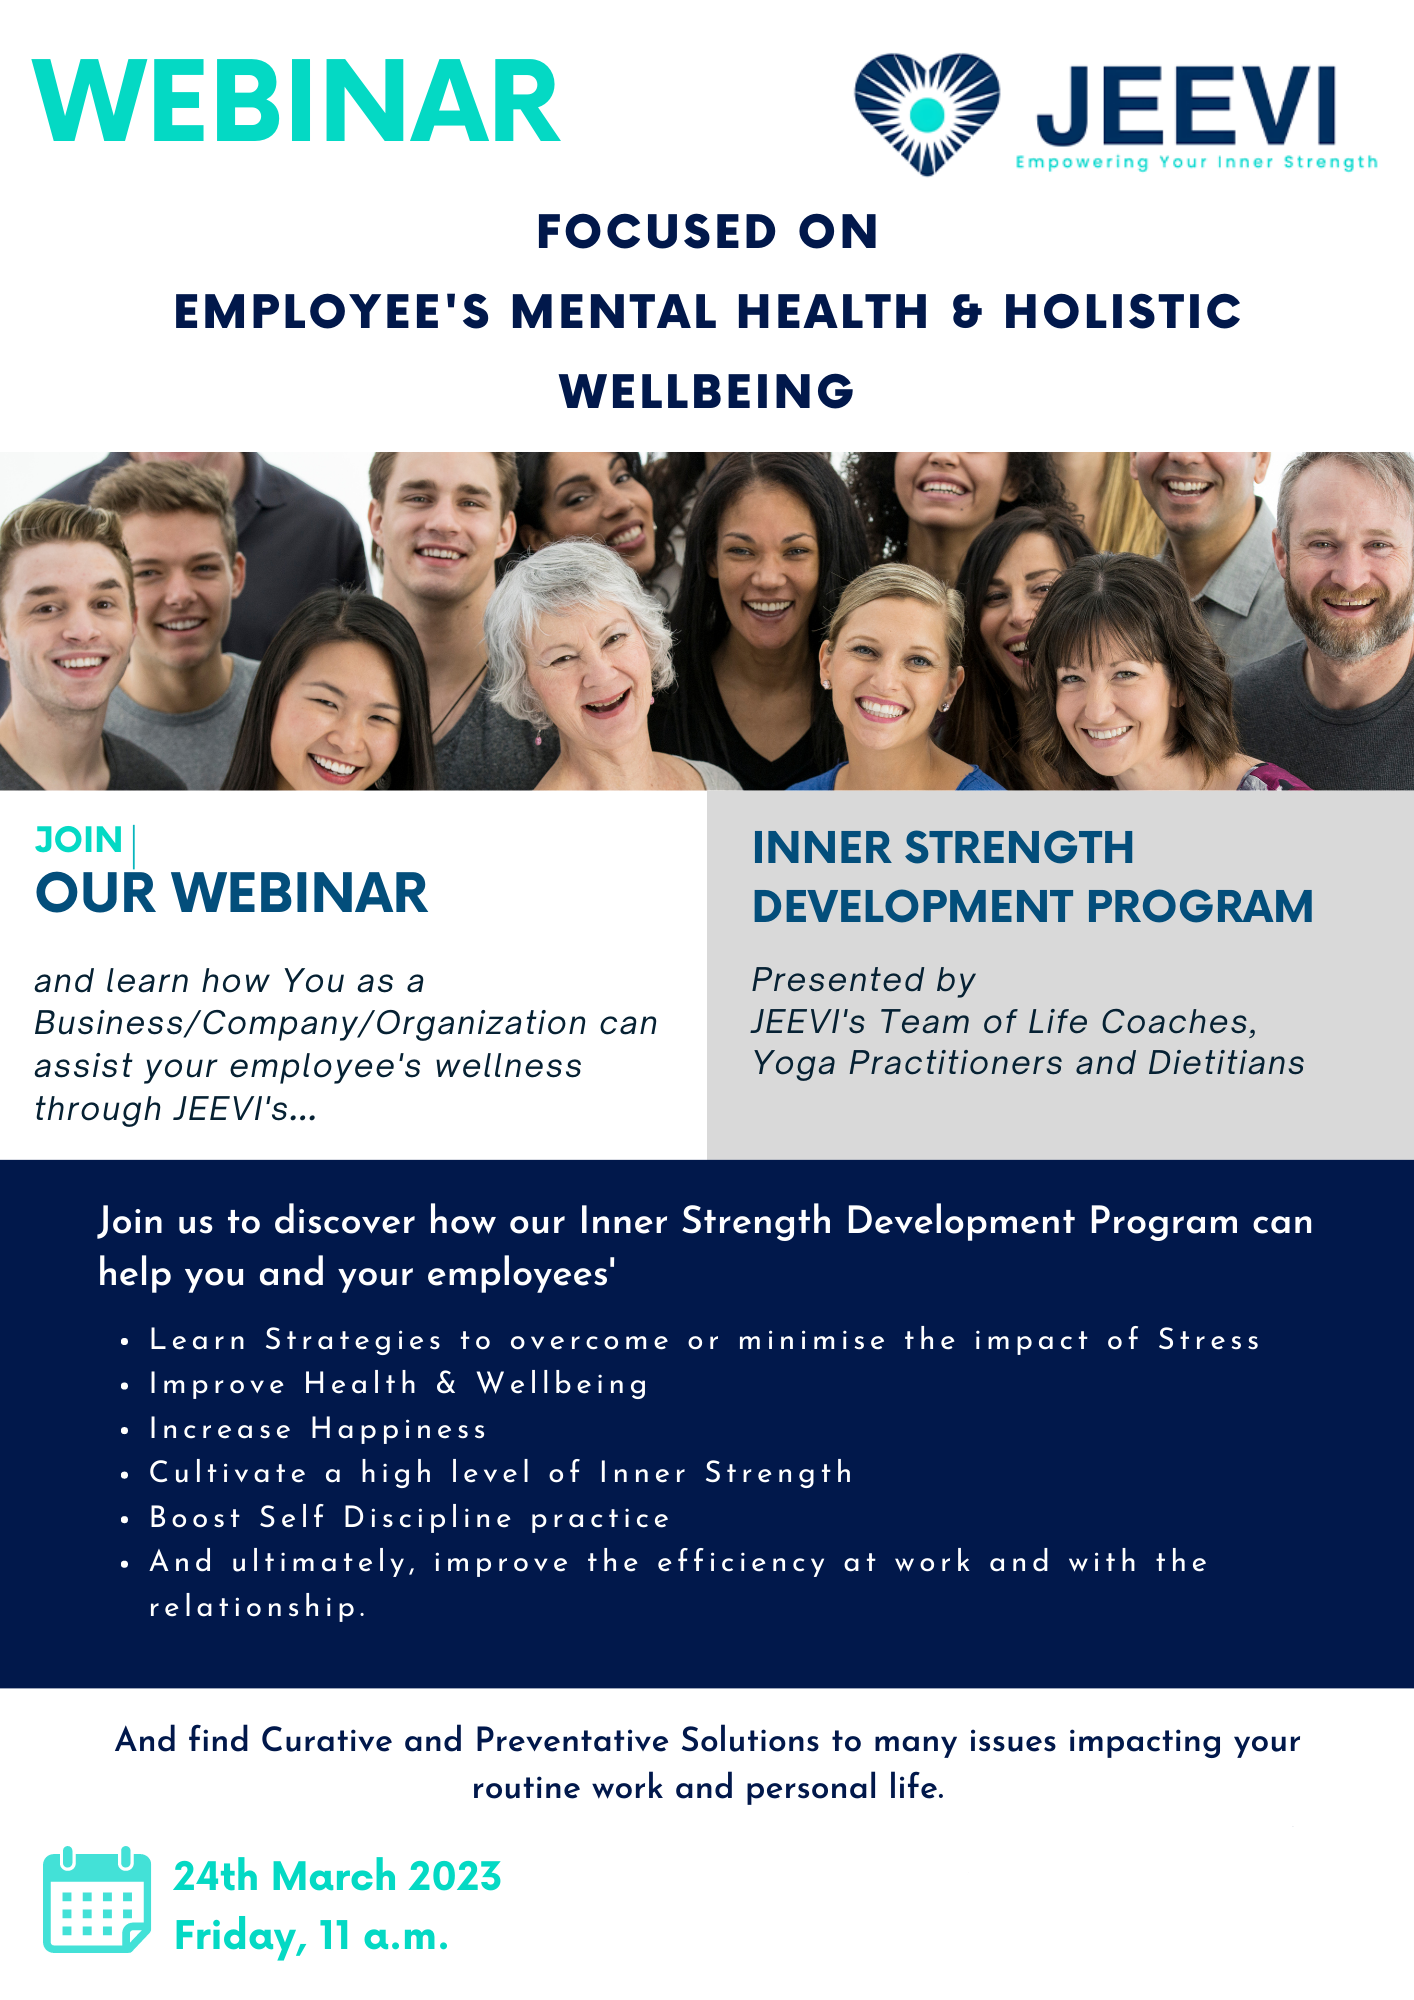 WEBINAR
JEEVI
Empowering Your Inner Strength
FOCUSED ON
EMPLOYEE'S MENTAL HEALTH & HOLISTIC
WELLBEING
JOIN
OUR WEBINAR
and learn how You as a
Business/Company/Organization can
assist your employee's wellness
through JEEVI's...
INNER STRENGTH
DEVELOPMENT PROGRAM
Presented by
JEEVI's Team of Life Coaches,
Yoga Practitioners and Dietitians
Join us to discover how our Inner Strength Development Program can
help you and your employees'
• Learn Strategies to overcome or minimise the impact of Stress
• Improve Health & Wellbeing
• Increase Happiness
• Cultivate a high level of Inner Strength
• Boost Self Discipline practice
• And ultimately, improve the efficiency at work and with the
relationship.
And find Curative and Preventative Solutions to many issues impacting your
routine work and personal life.
24th March 2023
Friday, 11 a.m.